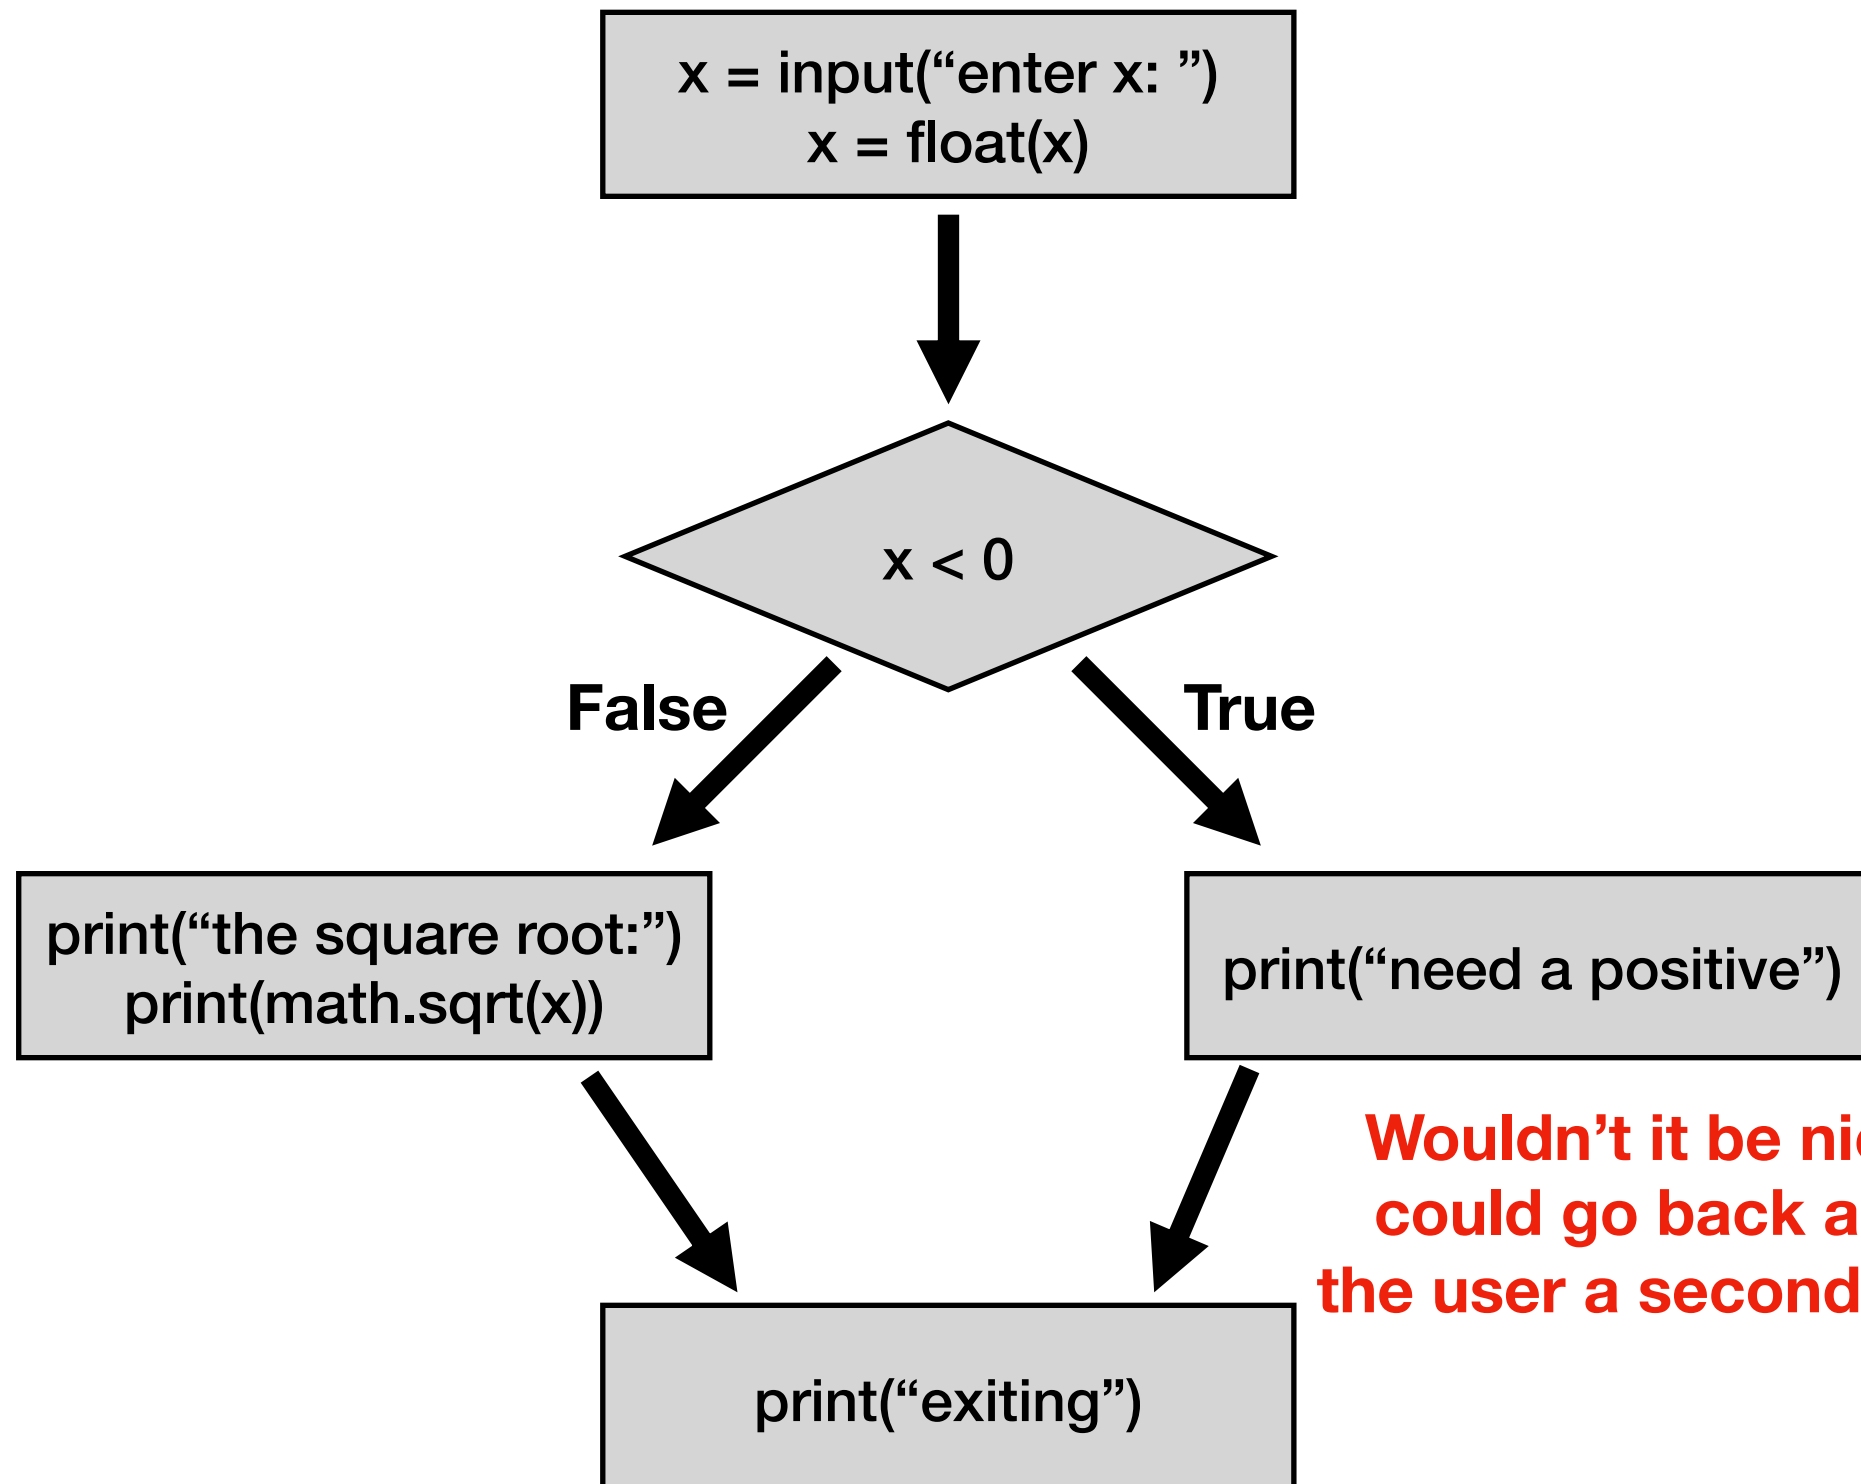 x = input(“enter x: ”)
x = float(x)
x < 0
False
True
print(“the square root:”)
print(math.sqrt(x))
print(“need a positive”)
Wouldn’t it be
could go back
the user a second
print(“exiting”)